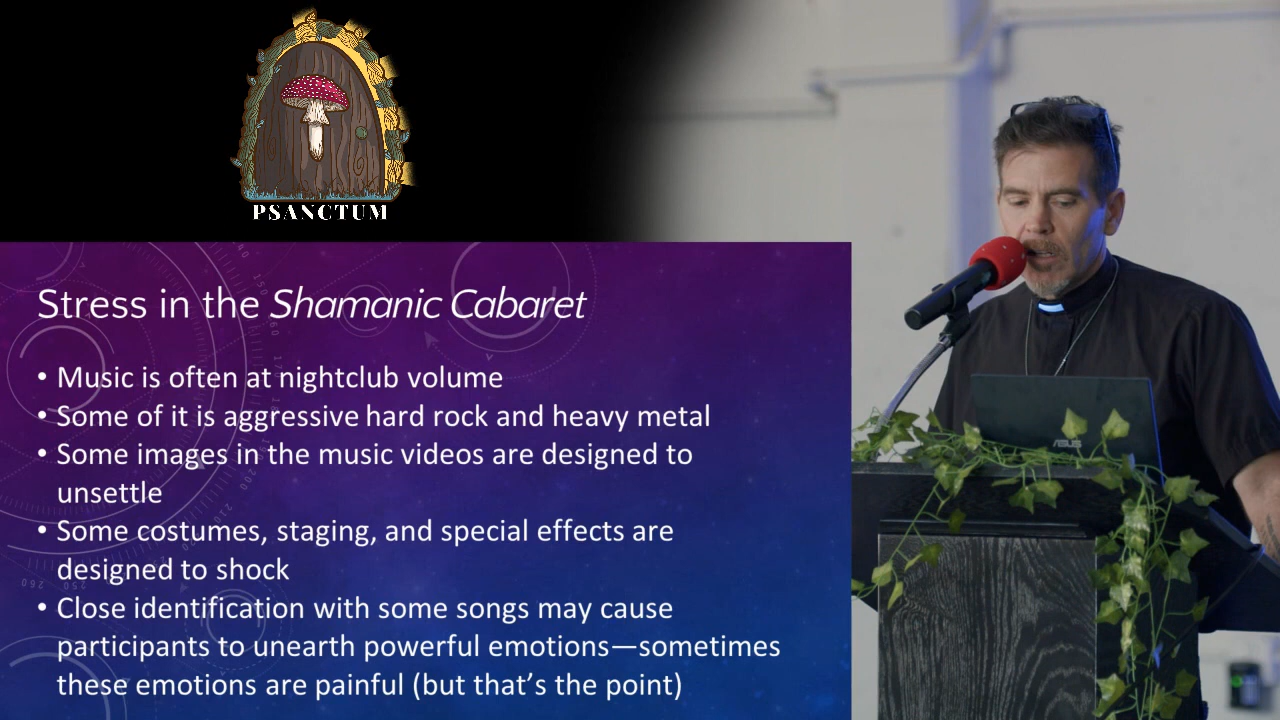 PSANCTUM
Stress in the Shamanic Cabaret
• Music is often at nightclub volume
• Some of it is aggressive hard rock and heavy metal
• Some images in the music videos are designed to
unsettle
• Some costumes, staging, and special effects are
designed to shock
• Close identification with some songs may cause
participants to unearth powerful emotions—sometimes
these emotions are painful (but that's the point)
ASUS
260
250